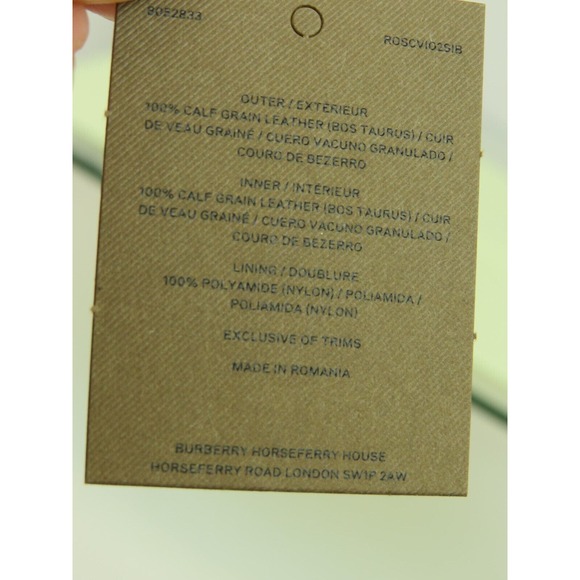 8052833
ROSCVI02SIB
OUTER / EXTÉRIEUR
100% CALF GRAIN LEATHER (BOS TAURUS) / CUIR
DE VEAU GRAINÉ / CUERO VACUNO GRANULADO /
COURO DE BEZERRO
INNER / INTÉRIEUR
100% CALF GRAIN LEATHER (BOS TAURUS) / CUIR
DE VEAU GRAINÉ / CUERO VACUNO GRANULADO /
COURO DE BEZERRO
LINING / DOUBLURE
100% POLYAMIDE (NYLON) / POLIAMIDA /
POLIAMIDA (NYLON)
EXCLUSIVE OF TRIMS
MADE IN ROMANIA
BURBERRY HORSEFERRY HOUSE
HORSEFERRY ROAD LONDON SW1P 2AW